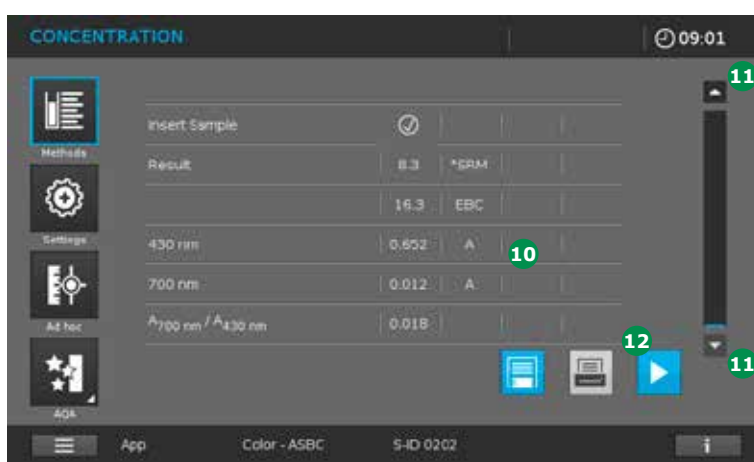 CONCENTRATION 09:01
11
Insert Sample
Methods
Result 8.3 °SRM
16.3 EBC
Settings
430 nm 0.652 A
10
700 nm 0.012 A
Ad hoc
A700 nm / A430 nm 0.018
12
11
AQA
App Color - ASBC S-ID 0202 i